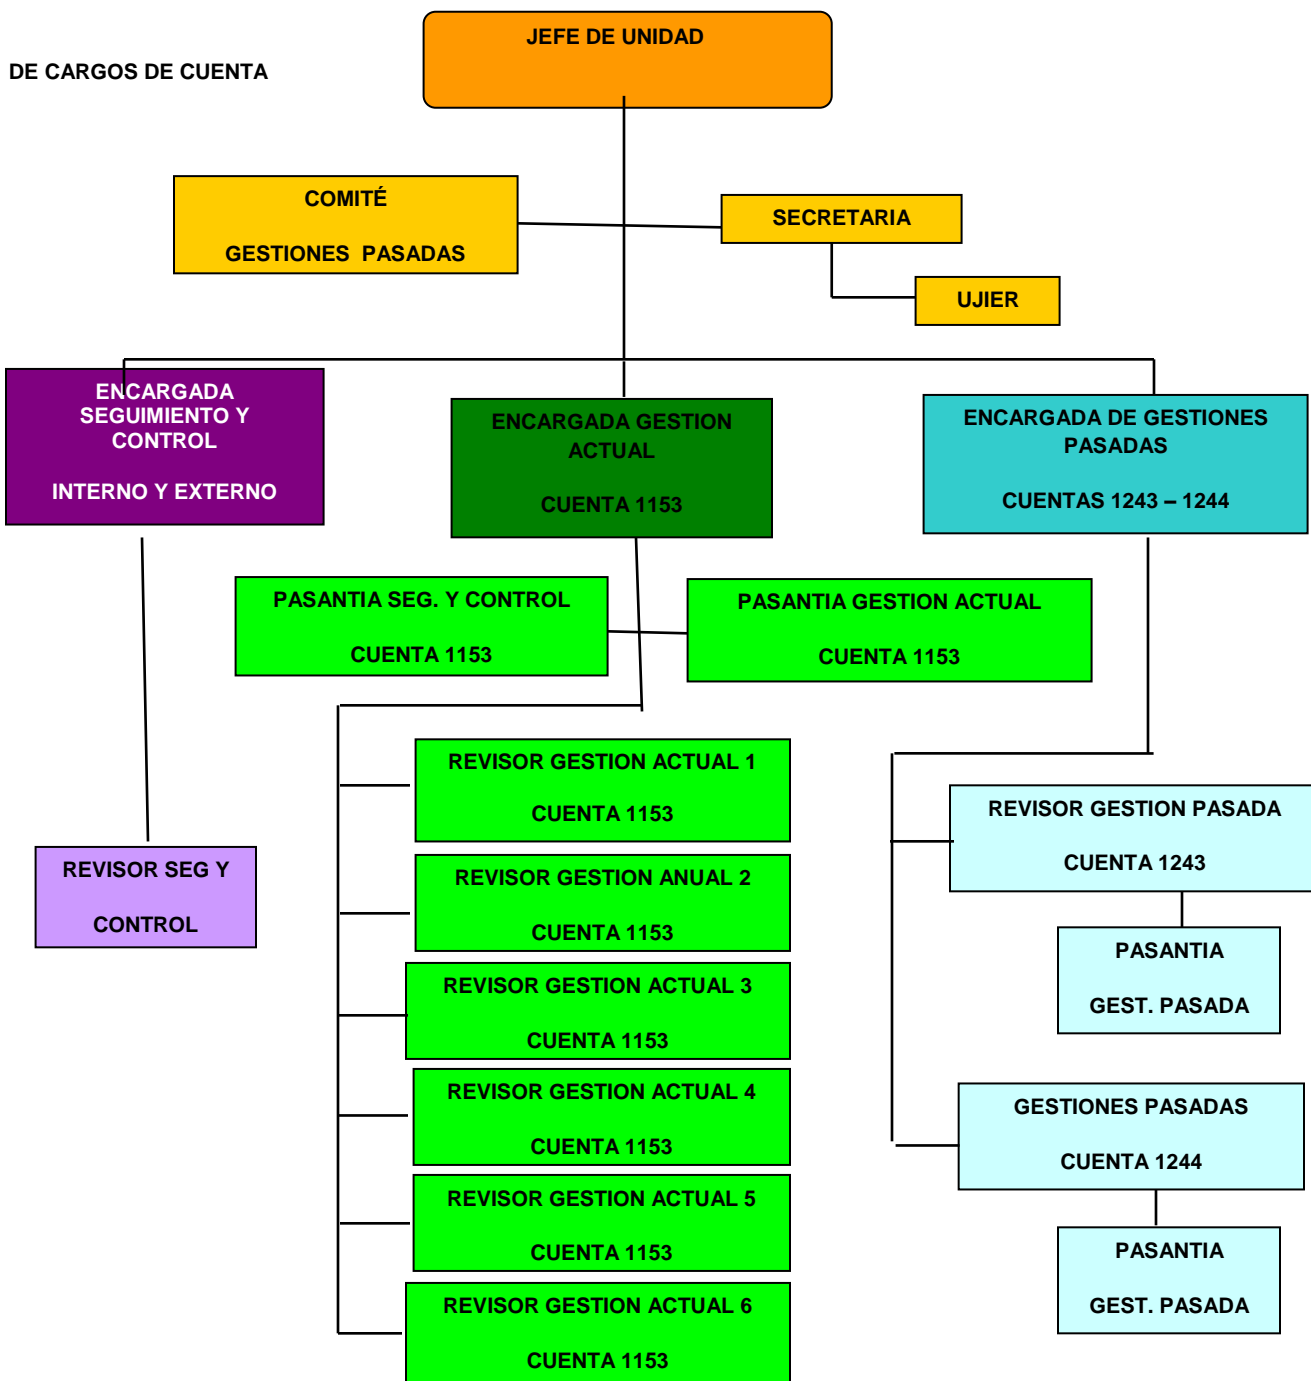 JEFE DE UNIDAD
DE CARGOS DE CUENTA
COMITÉ
GESTIONES PASADAS
SECRETARIA
UJIER
ENCARGADA
SEGUIMIENTO Y
CONTROL
INTERNO Y EXTERNO
ENCARGADA GESTION
ACTUAL
CUENTA 1153
ENCARGADA DE GESTIONES
PASADAS
CUENTAS 1243 – 1244
PASANTIA SEG. Y CONTROL
CUENTA 1153
PASANTIA GESTION ACTUAL
CUENTA 1153
REVISOR SEG Y
CONTROL
REVISOR GESTION ACTUAL 1
CUENTA 1153
REVISOR GESTION ANUAL 2
CUENTA 1153
REVISOR GESTION ACTUAL 3
CUENTA 1153
REVISOR GESTION ACTUAL 4
CUENTA 1153
REVISOR GESTION ACTUAL 5
CUENTA 1153
REVISOR GESTION ACTUAL 6
CUENTA 1153
REVISOR GESTION PASADA
CUENTA 1243
PASANTIA
GEST. PASADA
GESTIONES PASADAS
CUENTA 1244
PASANTIA
GEST. PASADA